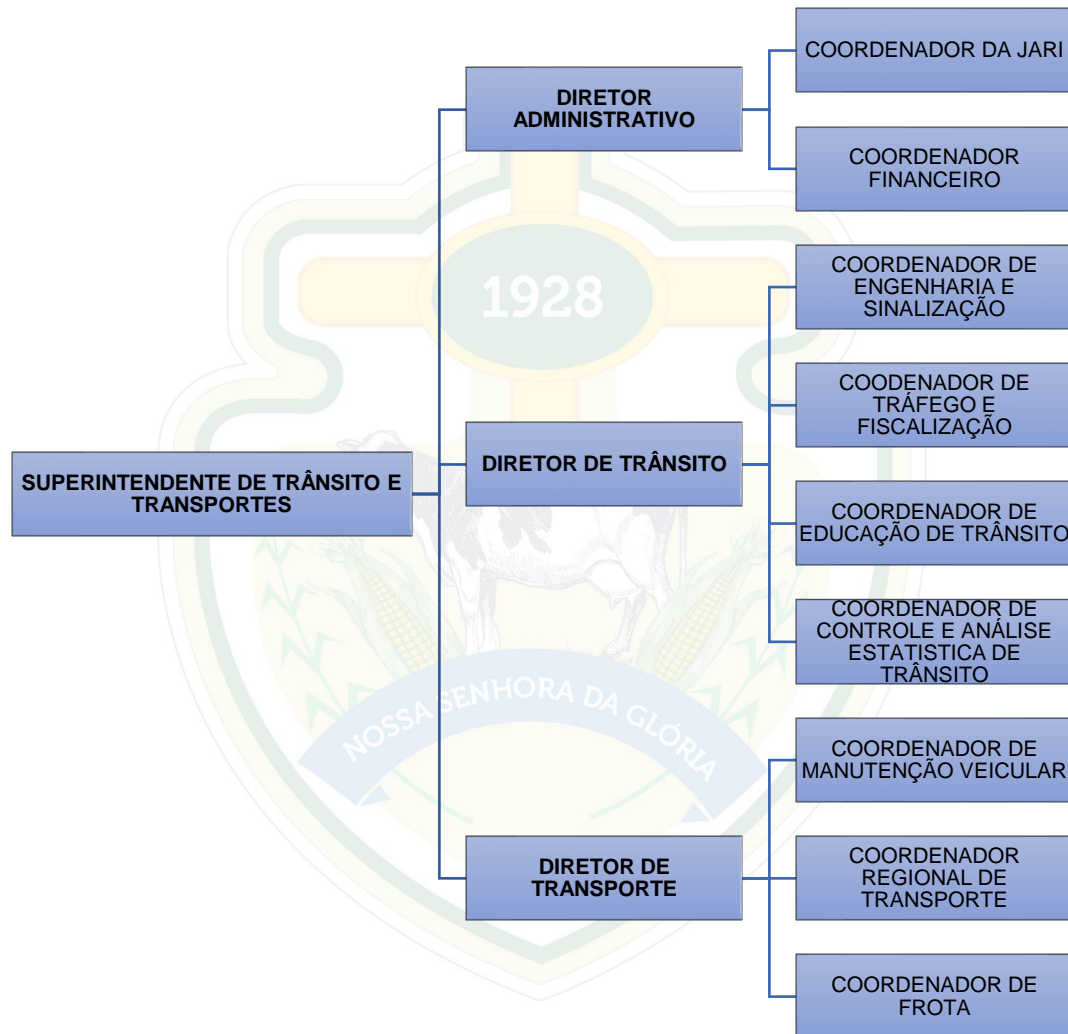 COORDENADOR DA JARI
DIRETOR
ADMINISTRATIVO
COORDENADOR
FINANCEIRO
COORDENADOR DE
ENGENHARIA E
SINALIZAÇÃO
1928
COODENADOR DE
TRÁFEGO E
FISCALIZAÇÃO
SUPERINTENDENTE DE TRÂNSITO E
TRANSPORTES
DIRETOR DE TRÂNSITO
COORDENADOR DE
EDUCAÇÃO DE TRÂNSITO
COORDENADOR DE
CONTROLE E ANÁLISE
ESTATISTICA DE
TRÂNSITO
NOSSA SENHORA DA GLÓRIA
COORDENADOR DE
MANUTENÇÃO VEICULAR
DIRETOR DE
TRANSPORTE
COORDENADOR
REGIONAL DE
TRANSPORTE
COORDENADOR DE
FROTA